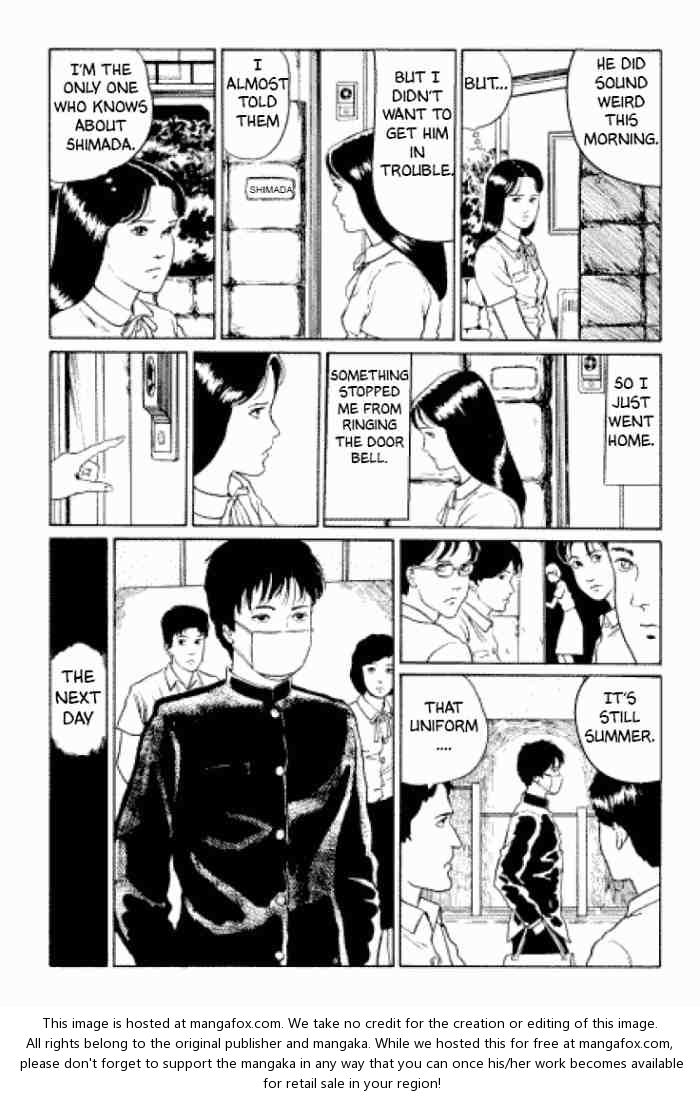 I'M THE
ONLY ONE
WHO KNOWS
ABOUT
SHIMADA.
I
ALMOST
TOLD
THEM
SHIMADA
BUT I
DIDN'T
WANT TO
GET HIM
IN
TROUBLE.
BUT...
HE DID
SOUND
WEIRD
THIS
MORNING.
SOMETHING
STOPPED
ME FROM
RINGING
THE DOOR
BELL.
SO I
JUST
WENT
HOME.
THE
NEXT
DAY
THAT
UNIFORM
....
IT'S
STILL
SUMMER.
This image is hosted at mangafox.com. We take no credit for the creation or editing of this image.
All rights belong to the original publisher and mangaka. While we hosted this for free at mangafox.com,
please don't forget to support the mangaka in any way that you can once his/her work becomes available
for retail sale in your region!